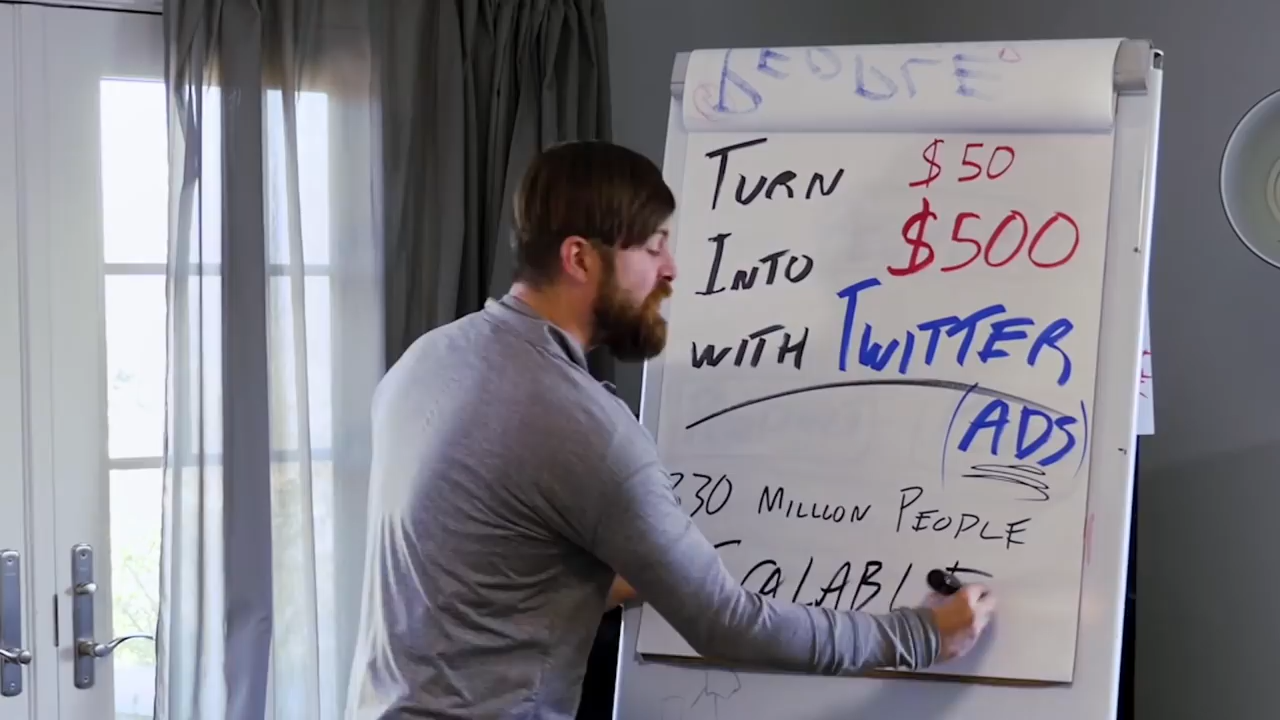 PEOPLE
TURN $50
INTO $500
WITH TWITTER
(ADS)
330 MILLION PEOPLE
SCALABLE